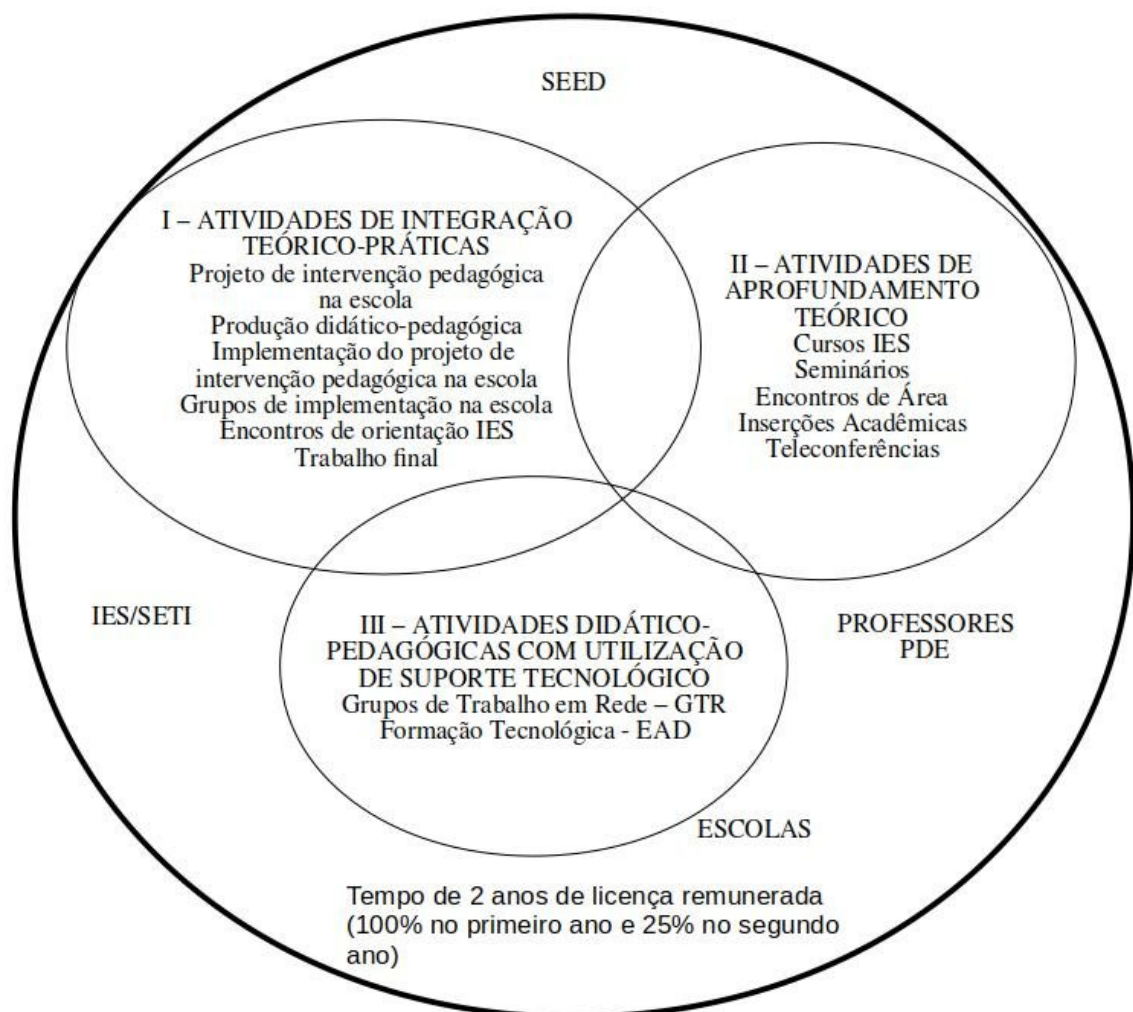 SEED
I – ATIVIDADES DE INTEGRAÇÃO
TEÓRICO-PRÁTICAS
Projeto de intervenção pedagógica
na escola
Produção didático-pedagógica
Implementação do projeto de
intervenção pedagógica na escola
Grupos de implementação na escola
Encontros de orientação IES
Trabalho final
II – ATIVIDADES DE
APROFUNDAMENTO
TEÓRICO
Cursos IES
Seminários
Encontros de Área
Inserções Acadêmicas
Teleconferências
IES/SETI
III – ATIVIDADES DIDÁTICO-
PEDAGÓGICAS COM UTILIZAÇÃO
DE SUPORTE TECNOLÓGICO
Grupos de Trabalho em Rede – GTR
Formação Tecnológica - EAD
PROFESSORES
PDE
ESCOLAS
Tempo de 2 anos de licença remunerada
(100% no primeiro ano e 25% no segundo
ano)